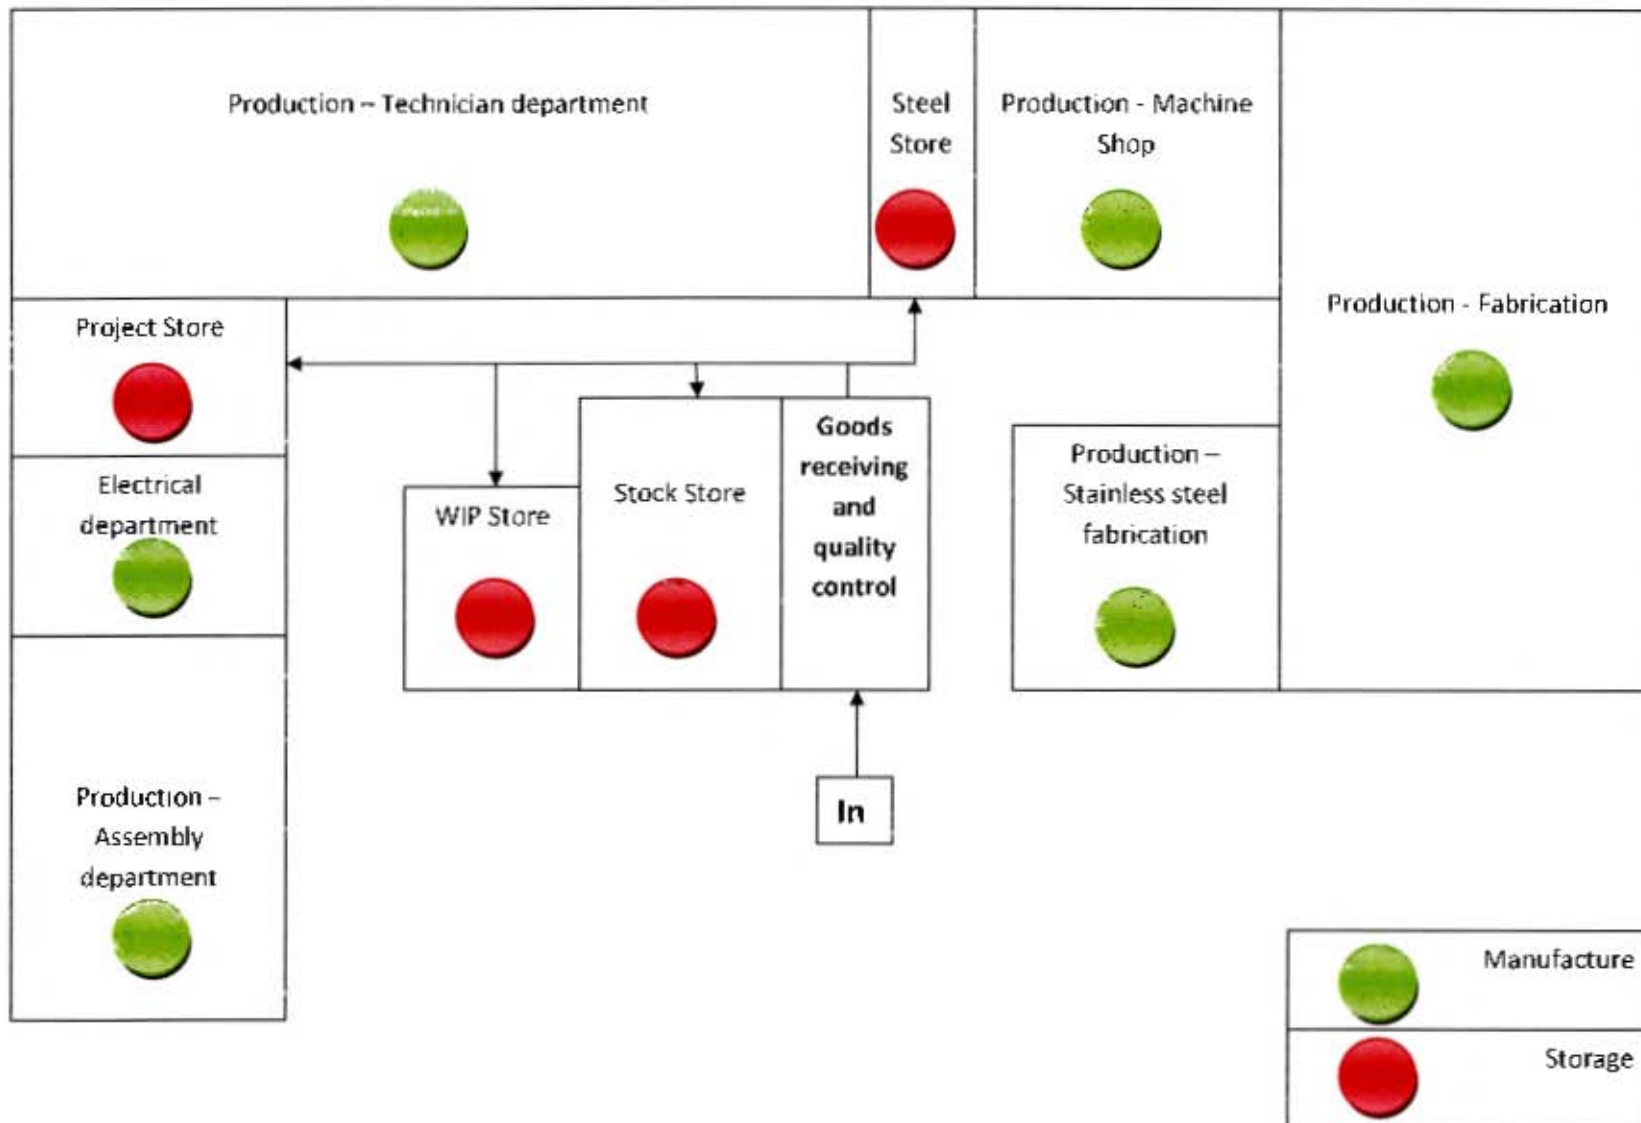 Production – Technician department
Steel
Store
Production - Machine
Shop
Production - Fabrication
Project Store
Electrical
department
Production –
Assembly
department
WIP Store
Stock Store
Goods
receiving
and
quality
control
Production –
Stainless steel
fabrication
In
Manufacture
Storage